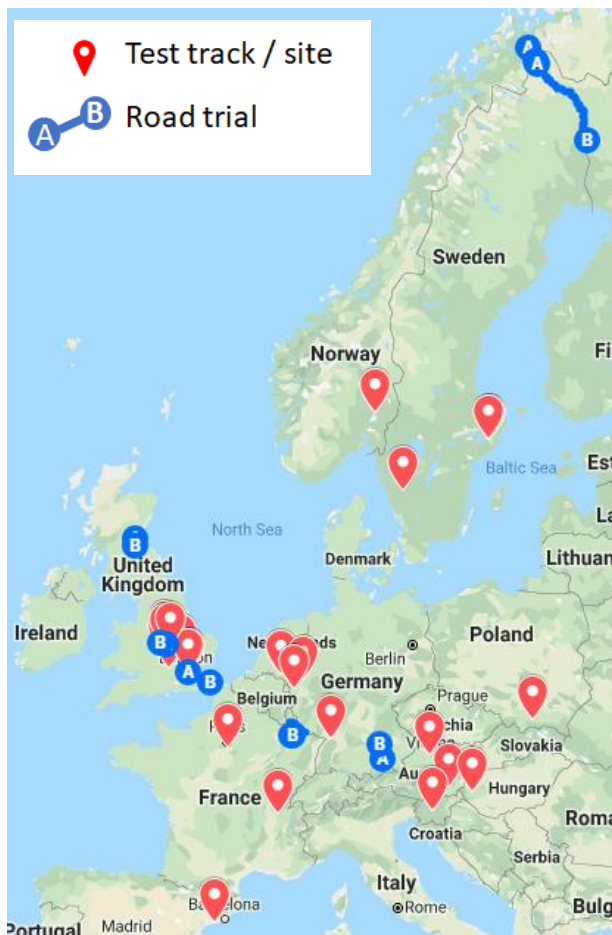 Test track / site
A B Road trial
A
A
B
Sweden
Norway
Fi
Baltic Sea
Est
La
North Sea
B
United
Kingdom
Denmark
Lithuan
Ireland
B
Poland
Berlin
A
B
Belgium
Germany
Prague
B
B
A
Slovakia
Hungary
France
Croatia
Roma
Serbia
Italy
Bulg
Rome
Portugal
Madrid